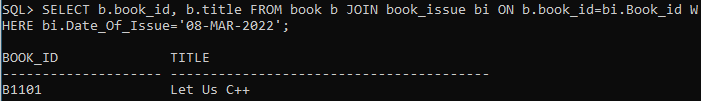 SQL> SELECT b.book_id, b.title FROM book b JOIN book_issue bi ON b.book_id=bi.Book_id W
HERE bi.Date_Of_Issue='08-MAR-2022';
BOOK_ID              TITLE
-------------------- ----------------------------------------
B1101                Let Us C++